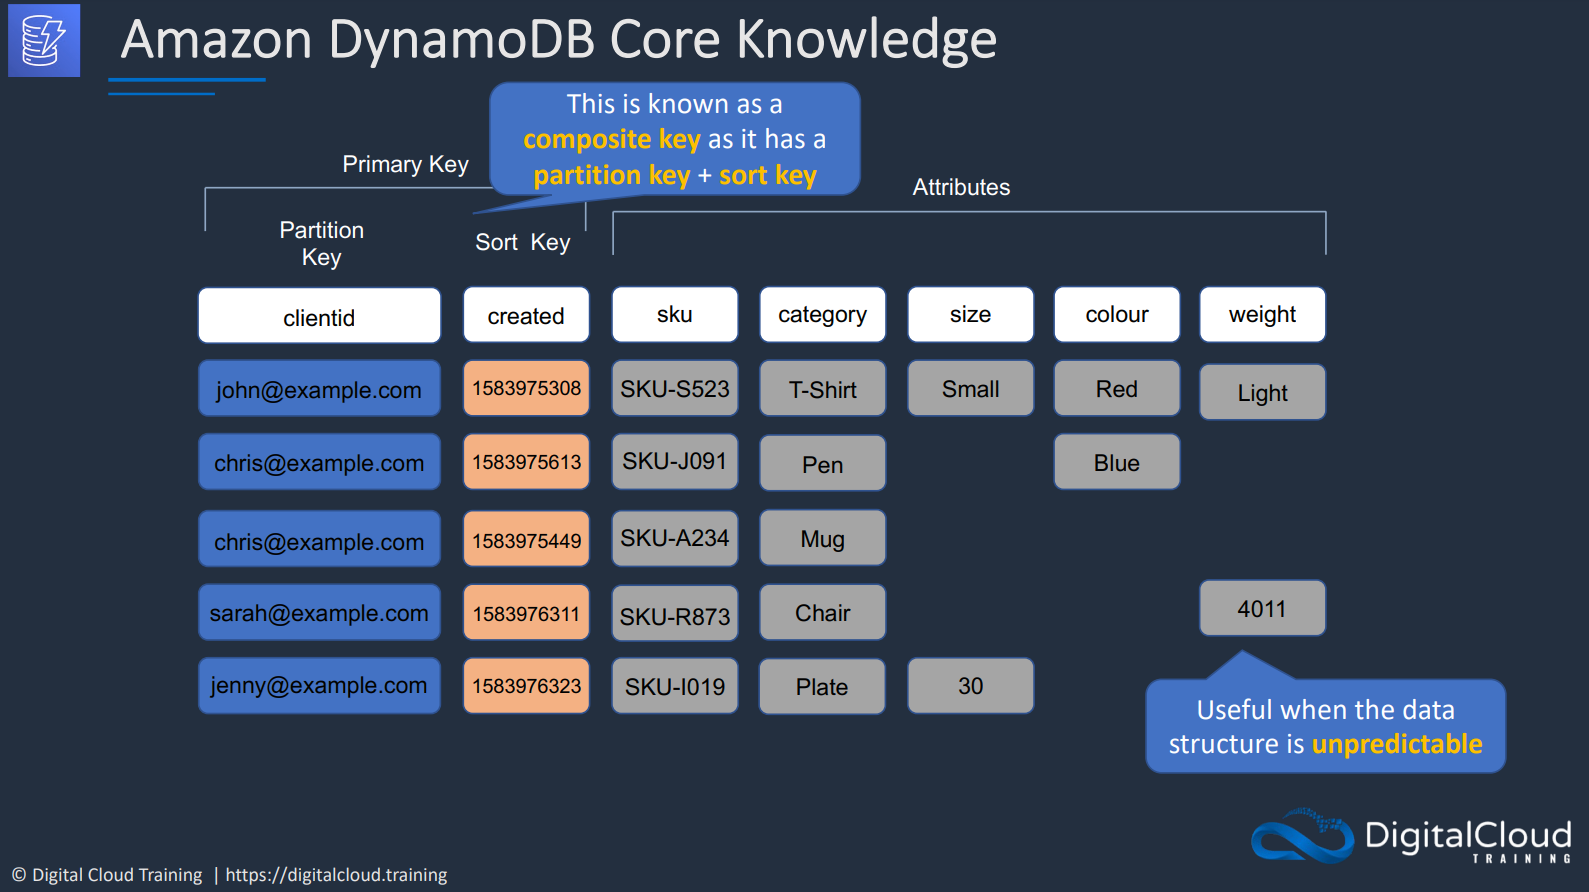 Amazon DynamoDB Core Knowledge
This is known as a
composite key as it has a
partition key + sort key
Primary Key
Attributes
Partition
Key
Sort Key
clientid
created
sku
category
size
colour
weight
john@example.com
1583975308
SKU-S523
T-Shirt
Small
Red
Light
chris@example.com
1583975613
SKU-J091
Pen
Blue
chris@example.com
1583975449
SKU-A234
Mug
sarah@example.com
1583976311
SKU-R873
Chair
4011
jenny@example.com
1583976323
SKU-I019
Plate
30
Useful when the data
structure is unpredictable
DigitalCloud
TRAINING
© Digital Cloud Training | https://digitalcloud.training